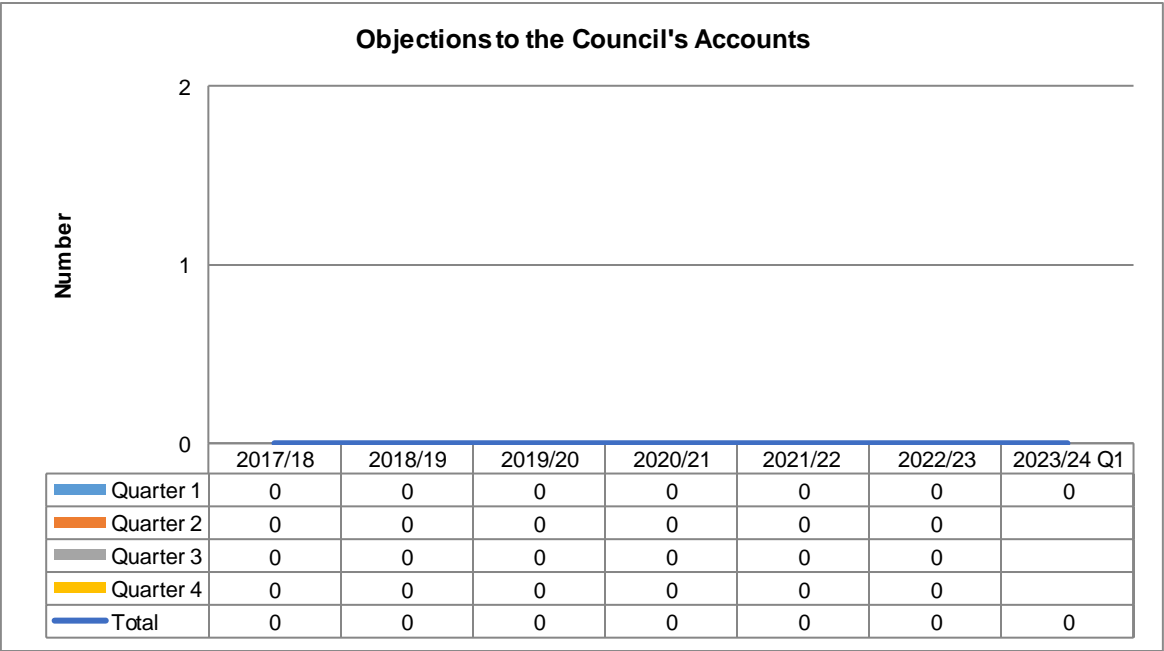 Objections to the Council's Accounts
2
1
0
Number
2017/18 2018/19 2019/20 2020/21 2021/22 2022/23 2023/24 Q1
Quarter 1 0 0 0 0 0 0 0
Quarter 2 0 0 0 0 0 0
Quarter 3 0 0 0 0 0 0
Quarter 4 0 0 0 0 0 0
Total 0 0 0 0 0 0 0